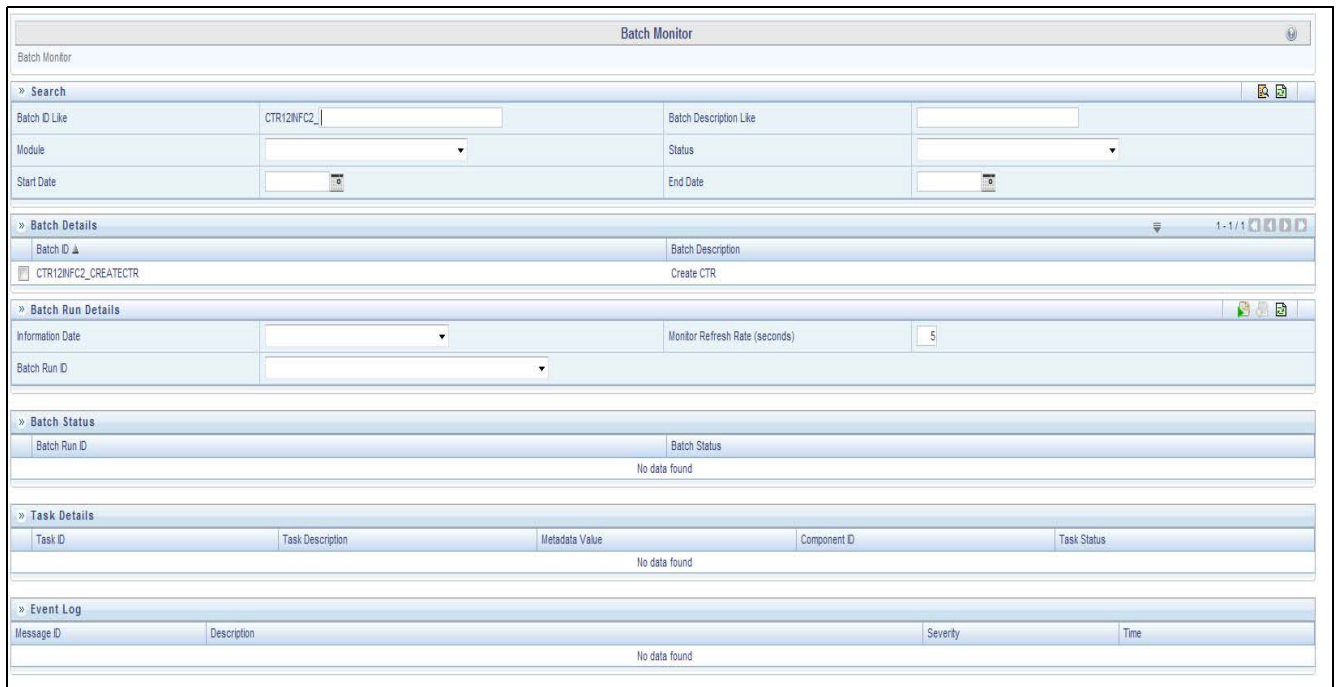 Batch Monitor
Batch Monitor
» Search
Batch ID Like CTR12INFC2_ Batch Description Like
Module Status
Start Date End Date
» Batch Details 1-1/1
Batch ID Batch Description
CTR12INFC2_CREATECTR Create CTR
» Batch Run Details
Information Date Monitor Refresh Rate (seconds) 5
Batch Run ID
» Batch Status
Batch Run ID Batch Status
No data found
» Task Details
Task ID Task Description Metadata Value Component ID Task Status
No data found
» Event Log
Message ID Description Severity Time
No data found